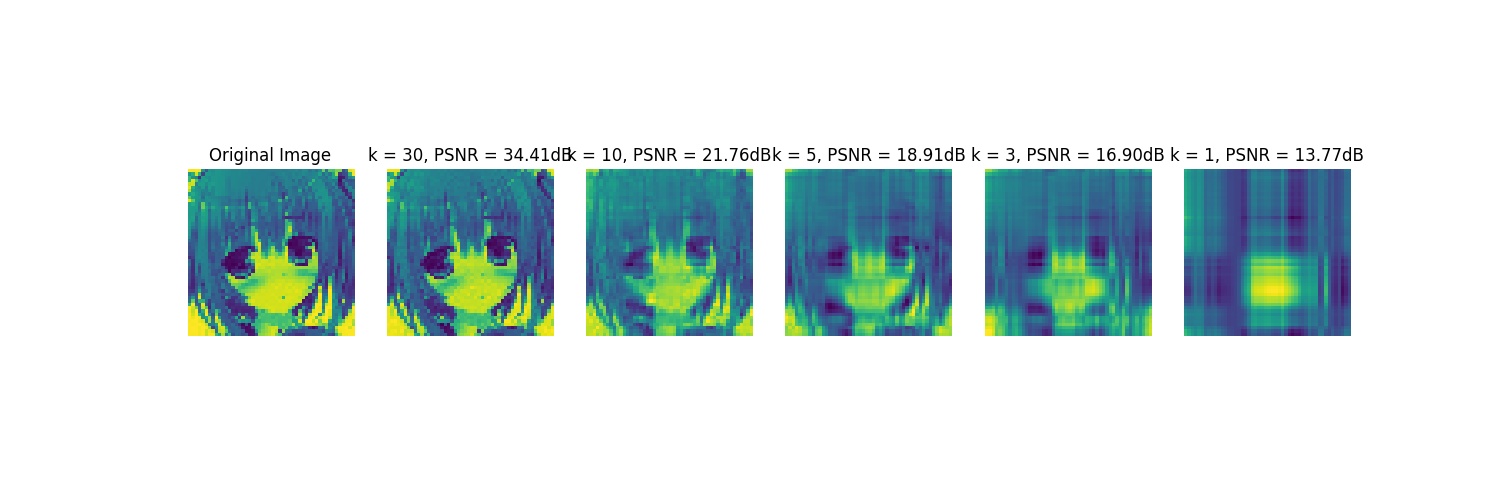 Original Image
k = 30, PSNR = 34.41dB
k = 10, PSNR = 21.76dB
k = 5, PSNR = 18.91dB
k = 3, PSNR = 16.90dB
k = 1, PSNR = 13.77dB